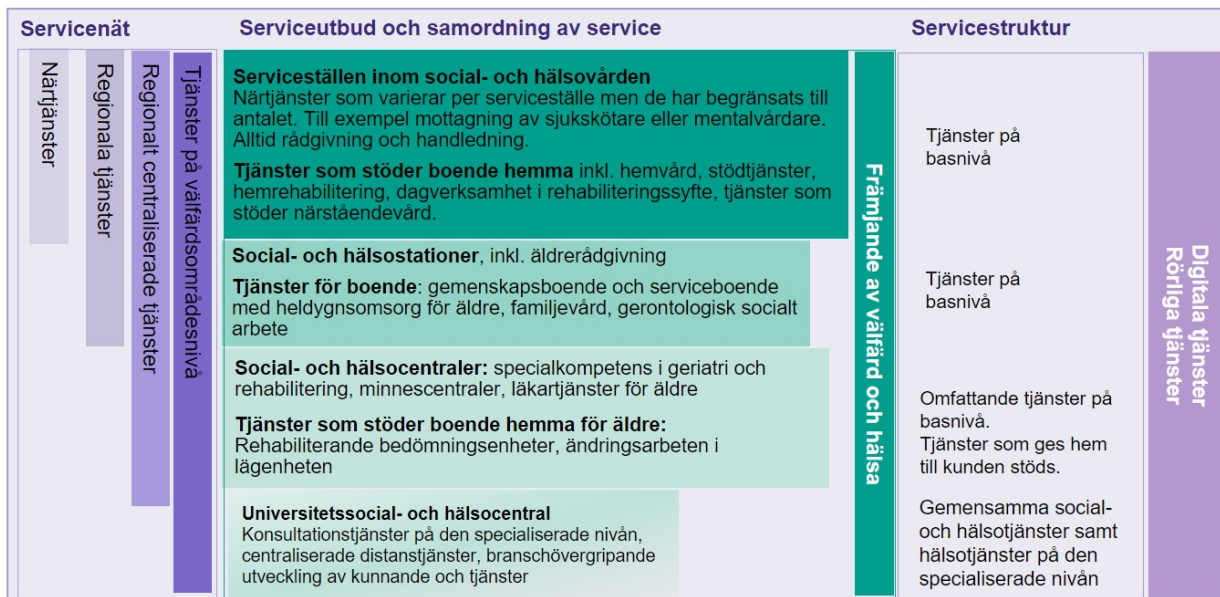 Servicenät
Serviceutbud och samordning av service
Servicestruktur
Närtjänster
Regionala tjänster
Regionalt centraliserade tjänster
Tjänster på välfärdsområdesnivå
Serviceställen inom social- och hälsovården
Närtjänster som varierar per serviceställe men de har begränsats till
antalet. Till exempel mottagning av sjukskötare eller mentalvårdare.
Alltid rådgivning och handledning.
Tjänster som stöder boende hemma inkl. hemvård, stödtjänster,
hemrehabilitering, dagverksamhet i rehabiliteringssyfte, tjänster som
stöder närståendevård.
Social- och hälsostationer, inkl. äldrerådgivning
Tjänster för boende: gemenskapsboende och serviceboende
med heldygnsomsorg för äldre, familjevård, gerontologisk socialt
arbete
Social- och hälsocentraler: specialkompetens i geriatri och
rehabilitering, minnescentraler, läkartjänster för äldre
Tjänster som stöder boende hemma för äldre:
Rehabiliterande bedömningsenheter, ändringsarbeten i
lägenheten
Universitetssocial- och hälsocentral
Konsultationstjänster på den specialiserade nivån,
centraliserade distanstjänster, branschövergripande
utveckling av kunnande och tjänster
Främjande av välfärd och hälsa
Tjänster på
basnivå
Tjänster på
basnivå
Omfattande tjänster på
basnivå.
Tjänster som ges hem
till kunden stöds.
Gemensamma social-
och hälsotjänster samt
hälsotjänster på den
specialiserade nivån
Digitala tjänster
Rörliga tjänster